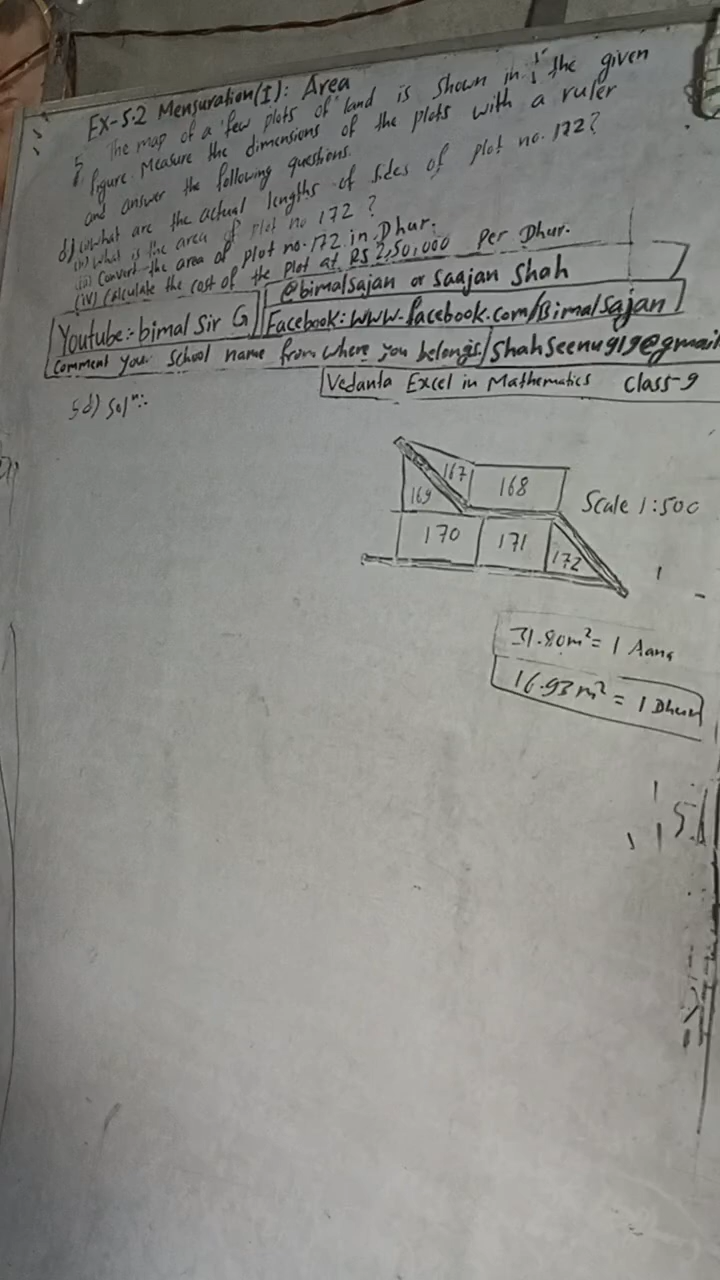 EX-5.2 Mensuration(I): Area
5. The map of a few plots of land is shown in the given
figure. Measure the dimensions of the plots with a ruler
and answer the following questions.
d) (i) What are the actual lengths of sides of plot no. 172?
(ii) What is the area of plot no 172?
(iii) Convert the area of plot no. 172 in Dhur.
(iv) Calculate the cost of the plot at RS 2,50,000 per Dhur.
@bimalsajan or Saajan Shah
Youtube:- bimal Sir G
Facebook: www.facebook.com/Bimalsajan
Comment your School name from where you belongs/Shahseenu919@gmail
Vedanta Excel in Mathematics Class-9
5d) Soln:-
167
168
169
Scale 1:500
170
171
172
31.80m²= 1 Aana
16.93m² = 1 Dhur